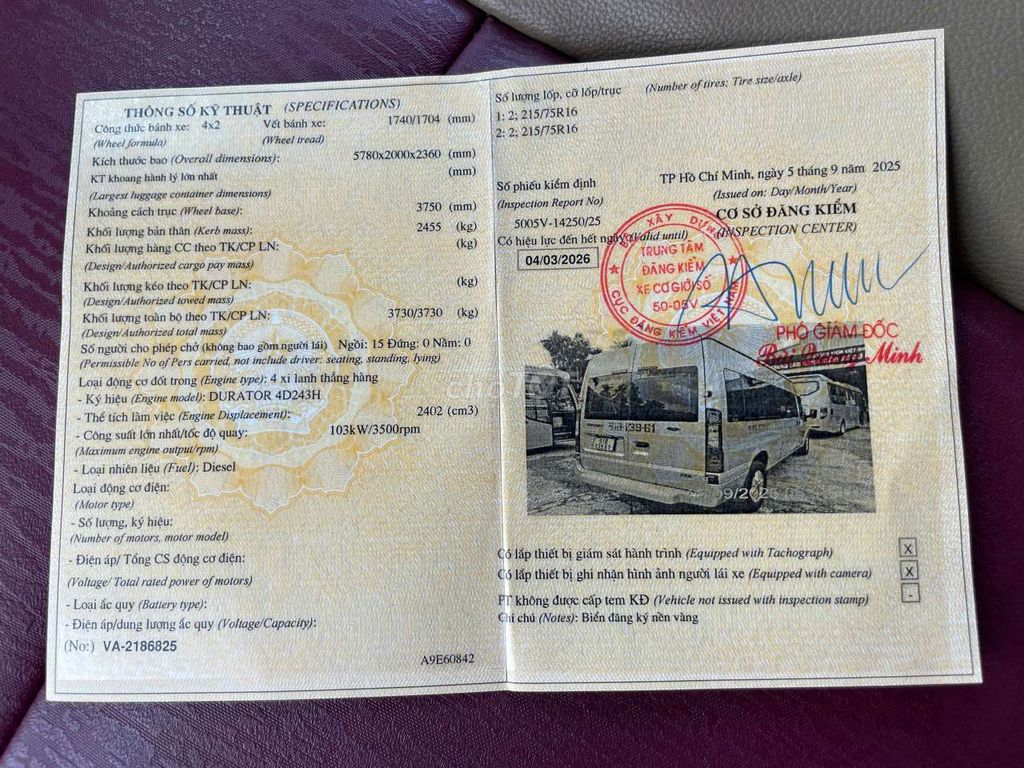 THÔNG SỐ KỸ THUẬT (SPECIFICATIONS)
Công thức bánh xe: 4x2 Vết bánh xe: 1740/1704 (mm)
(Wheel formula) (Wheel tread)
Kích thước bao (Overall dimensions): 5780x2000x2360 (mm)
KT khoang hành lý lớn nhất (mm)
(Largest luggage container dimensions)
Khoảng cách trục (Wheel base): 3750 (mm)
Khối lượng bản thân (Kerb mass): 2455 (kg)
Khối lượng hàng CC theo TK/CP LN: (kg)
(Design/Authorized cargo pay mass)
Khối lượng kéo theo TK/CP LN: (kg)
(Design/Authorized towed mass)
Khối lượng toàn bộ theo TK/CP LN: 3730/3730 (kg)
(Design/Authorized total mass)
Số người cho phép chở (không bao gồm người lái) Ngồi: 15 Đứng: 0 Nằm: 0
(Permissible No of Pers carried, not include driver: seating, standing, lying)
Loại động cơ đốt trong (Engine type): 4 xi lanh thẳng hàng
- Ký hiệu (Engine model): DURATOR 4D243H
- Thể tích làm việc (Engine Displacement): 2402 (cm3)
- Công suất lớn nhất/tốc độ quay: 103kW/3500rpm
(Maximum engine output/rpm)
- Loại nhiên liệu (Fuel): Diesel
Loại động cơ điện:
(Motor type)
- Số lượng, ký hiệu:
(Number of motors, motor model)
- Điện áp/ Tổng CS động cơ điện:
(Voltage/ Total rated power of motors)
- Loại ắc quy (Battery type):
- Điện áp/dung lượng ắc quy (Voltage/Capacity):
(No:) VA-2186825
A9E60842
Số lượng lốp, cỡ lốp/trục (Number of tires; Tire size/axle)
1: 2; 215/75R16
2: 2; 215/75R16
TP Hồ Chí Minh, ngày 5 tháng 9 năm 2025
(Issued on: Day/Month/Year)
Số phiếu kiểm định
(Inspection Report No)
5005V-14250/25
CƠ SỞ ĐĂNG KIỂM
(INSPECTION CENTER)
Có hiệu lực đến hết ngày (Valid until)
04/03/2026
BỘ XÂY DỰNG
TRUNG TÂM
ĐĂNG KIỂM
XE CƠ GIỚI SỐ
50-05V
CỤC ĐĂNG KIỂM VIỆT NAM
PHÓ GIÁM ĐỐC
Bùi Quang Minh
Có lắp thiết bị giám sát hành trình (Equipped with Tachograph) X
Có lắp thiết bị ghi nhận hình ảnh người lái xe (Equipped with camera) X
PT không được cấp tem KĐ (Vehicle not issued with inspection stamp) -
Ghi chú (Notes): Biển đăng ký nền vàng